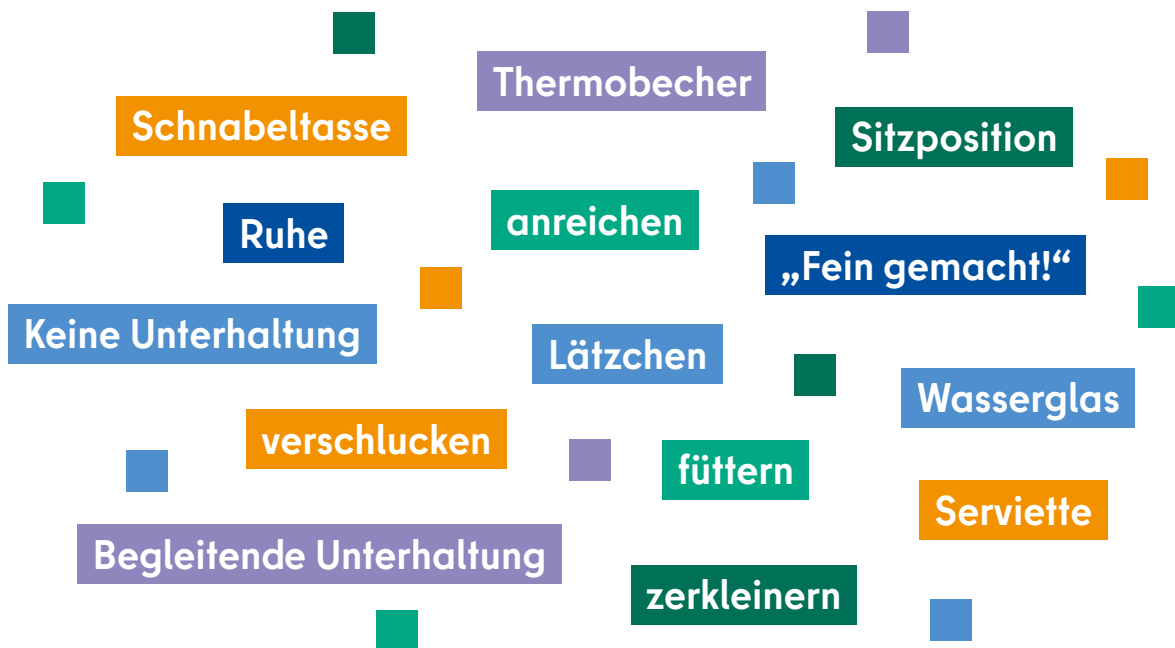 Thermobecher
Schnabeltasse
Sitzposition
anreichen
Ruhe
„Fein gemacht!“
Keine Unterhaltung
Lätzchen
Wasserglas
verschlucken
füttern
Serviette
Begleitende Unterhaltung
zerkleinern